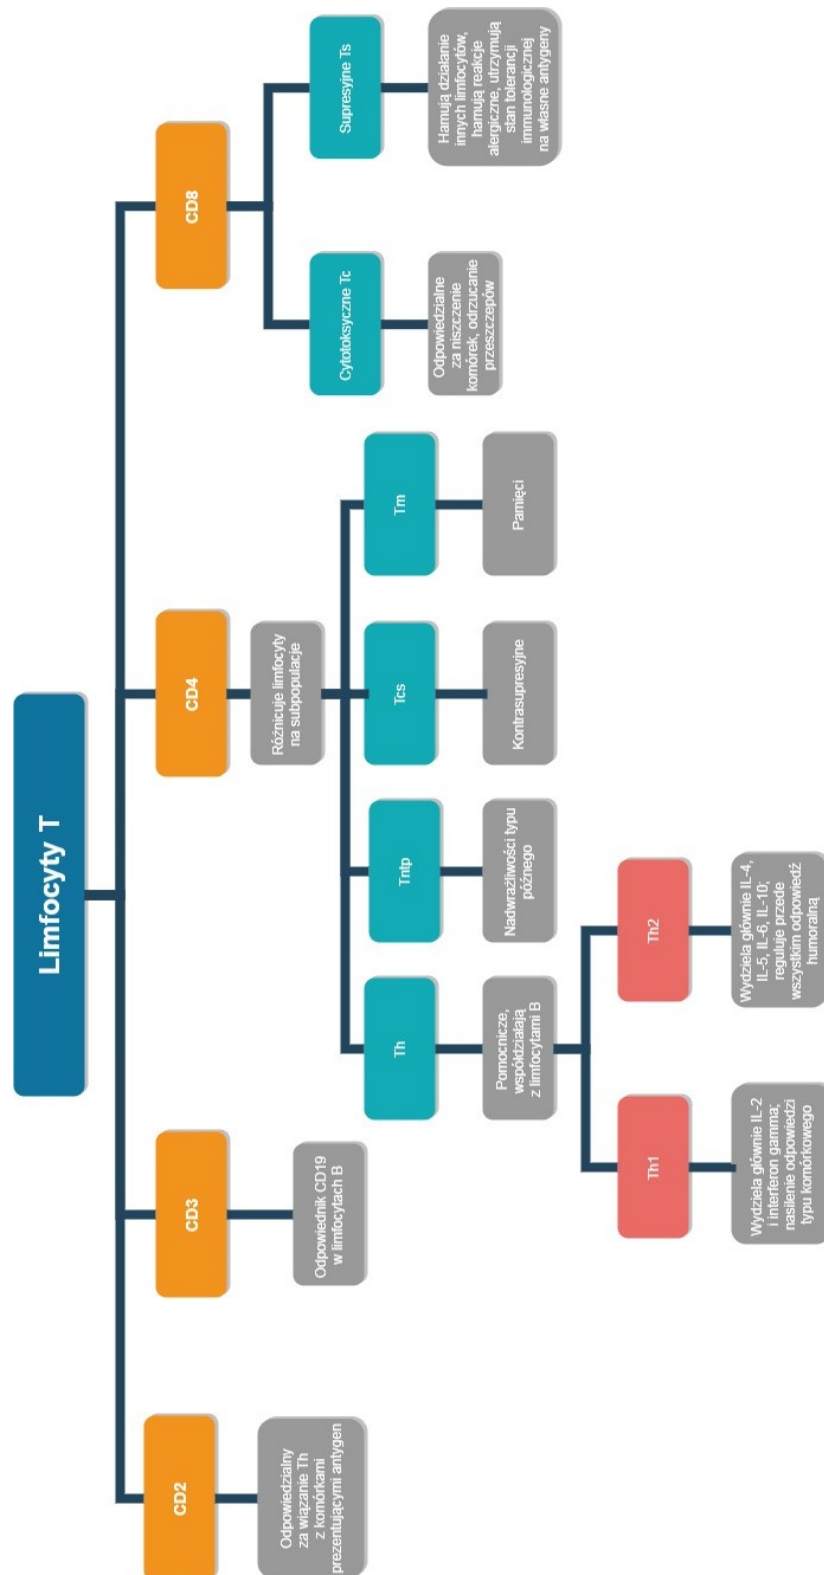 Limfocyty T
CD2
CD3
CD4
CD8
Odpowiedzialny
za wiązanie Th
z komórkami
prezentującymi antygen
Odpowiednik CD19
w limfocytach B
Różnicuje limfocyty
na subpopulacje
Cytotoksyczne Tc
Supresyjne Ts
Odpowiedzialne
za niszczenie
komórek, odrzucanie
przeszczepów
Hamują działanie
innych limfocytów,
hamują reakcje
alergiczne, utrzymują
stan tolerancji
immunologicznej
na własne antygeny
Th
Tntp
Tcs
Tm
Pomocnicze,
współdziałają
z limfocytami B
Nadwrażliwości typu
późnego
Kontrasupresyjne
Pamięci
Th1
Th2
Wydziela głównie IL-2
i interferon gamma;
nasilenie odpowiedzi
typu komórkowego
Wydziela głównie IL-4,
IL-5, IL-6, IL-10;
reguluje przede
wszystkim odpowiedź
humoralną